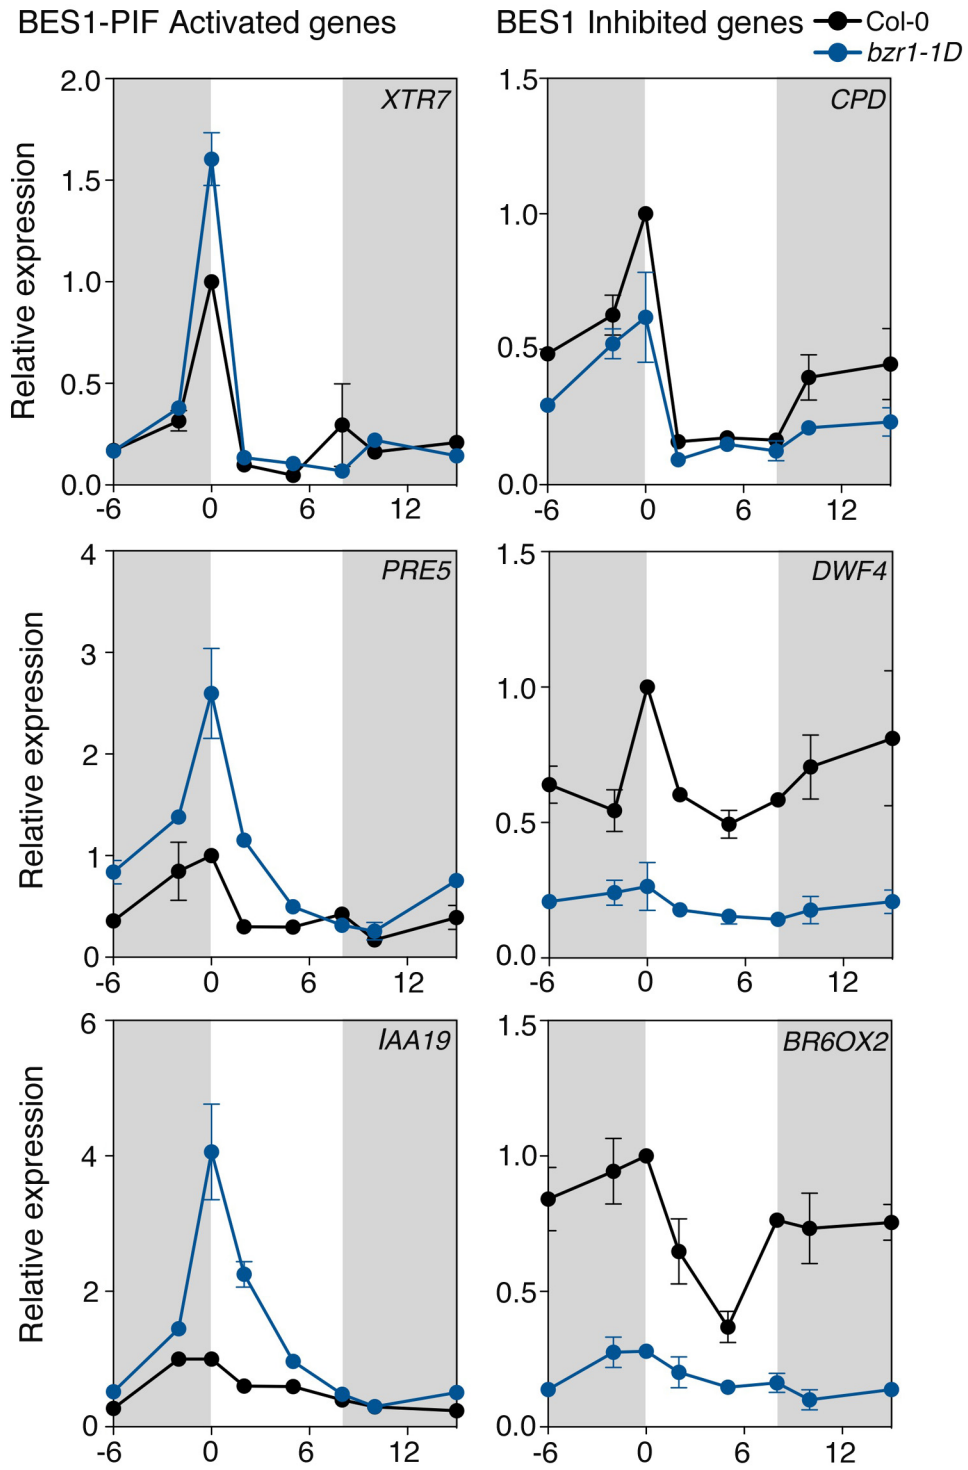 BES1-PIF Activated genes
BES1 Inhibited genes
Col-0
bzr1-1D
XTR7
Relative expression
2.0
1.5
1.0
0.5
0.0
-6 0 6 12
CPD
1.5
1.0
0.5
0.0
-6 0 6 12
PRE5
Relative expression
4
3
2
1
0
-6 0 6 12
DWF4
1.5
1.0
0.5
0.0
-6 0 6 12
IAA19
Relative expression
6
4
2
0
-6 0 6 12
BR6OX2
1.5
1.0
0.5
0.0
-6 0 6 12